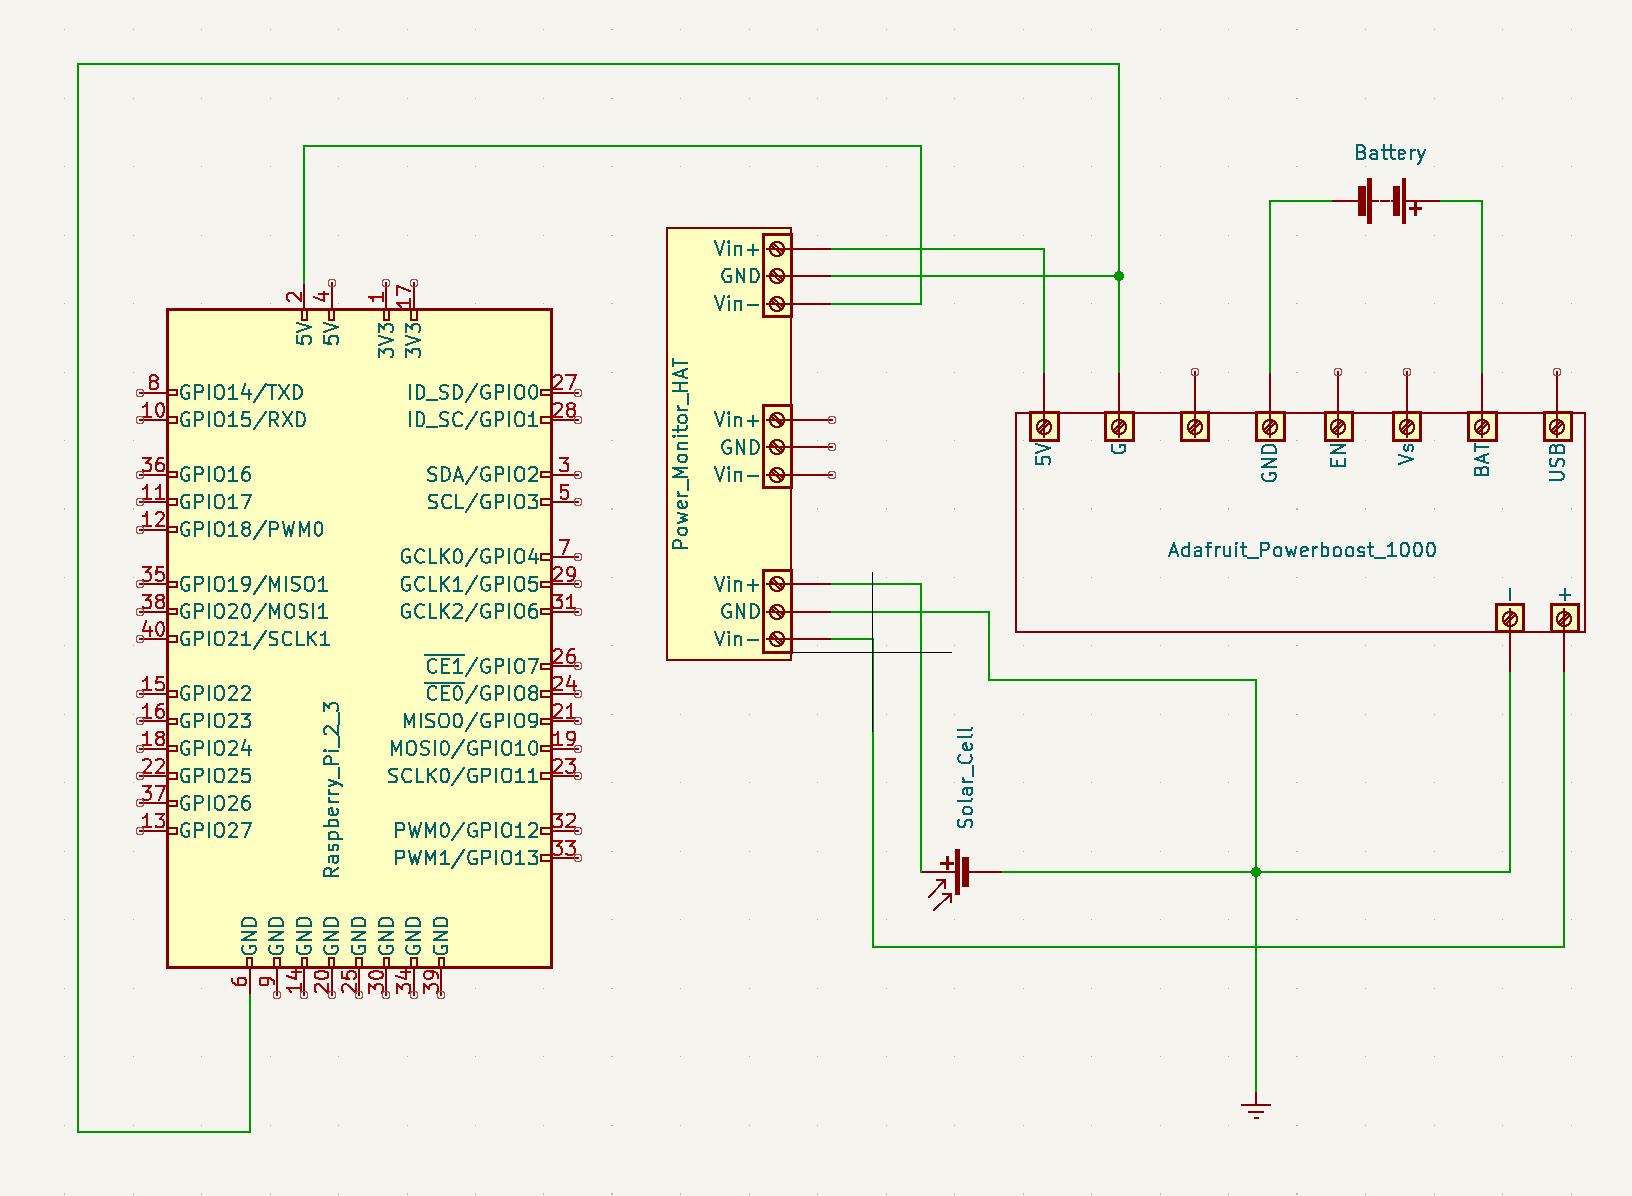 Battery
2
4
1
17
5V
5V
3V3
3V3
8
GPIO14/TXD
10
GPIO15/RXD
36
GPIO16
11
GPIO17
12
GPIO18/PWM0
35
GPIO19/MISO1
38
GPIO20/MOSI1
40
GPIO21/SCLK1
15
GPIO22
16
GPIO23
18
GPIO24
22
GPIO25
37
GPIO26
13
GPIO27
ID_SD/GPIO0
27
ID_SC/GPIO1
28
SDA/GPIO2
3
SCL/GPIO3
5
GCLK0/GPIO4
7
GCLK1/GPIO5
29
GCLK2/GPIO6
31
CE1/GPIO7
26
CE0/GPIO8
24
MISO0/GPIO9
21
MOSI0/GPIO10
19
SCLK0/GPIO11
23
PWM0/GPIO12
32
PWM1/GPIO13
33
Raspberry_Pi_2_3
GND
GND
GND
GND
GND
GND
GND
GND
6
9
14
20
25
30
34
39
Vin+
GND
Vin-
Power_Monitor_HAT
Vin+
GND
Vin-
Vin+
GND
Vin-
Solar_Cell
+
+
5V
G
GND
EN
Vs
BAT
USB
Adafruit_Powerboost_1000
-
+